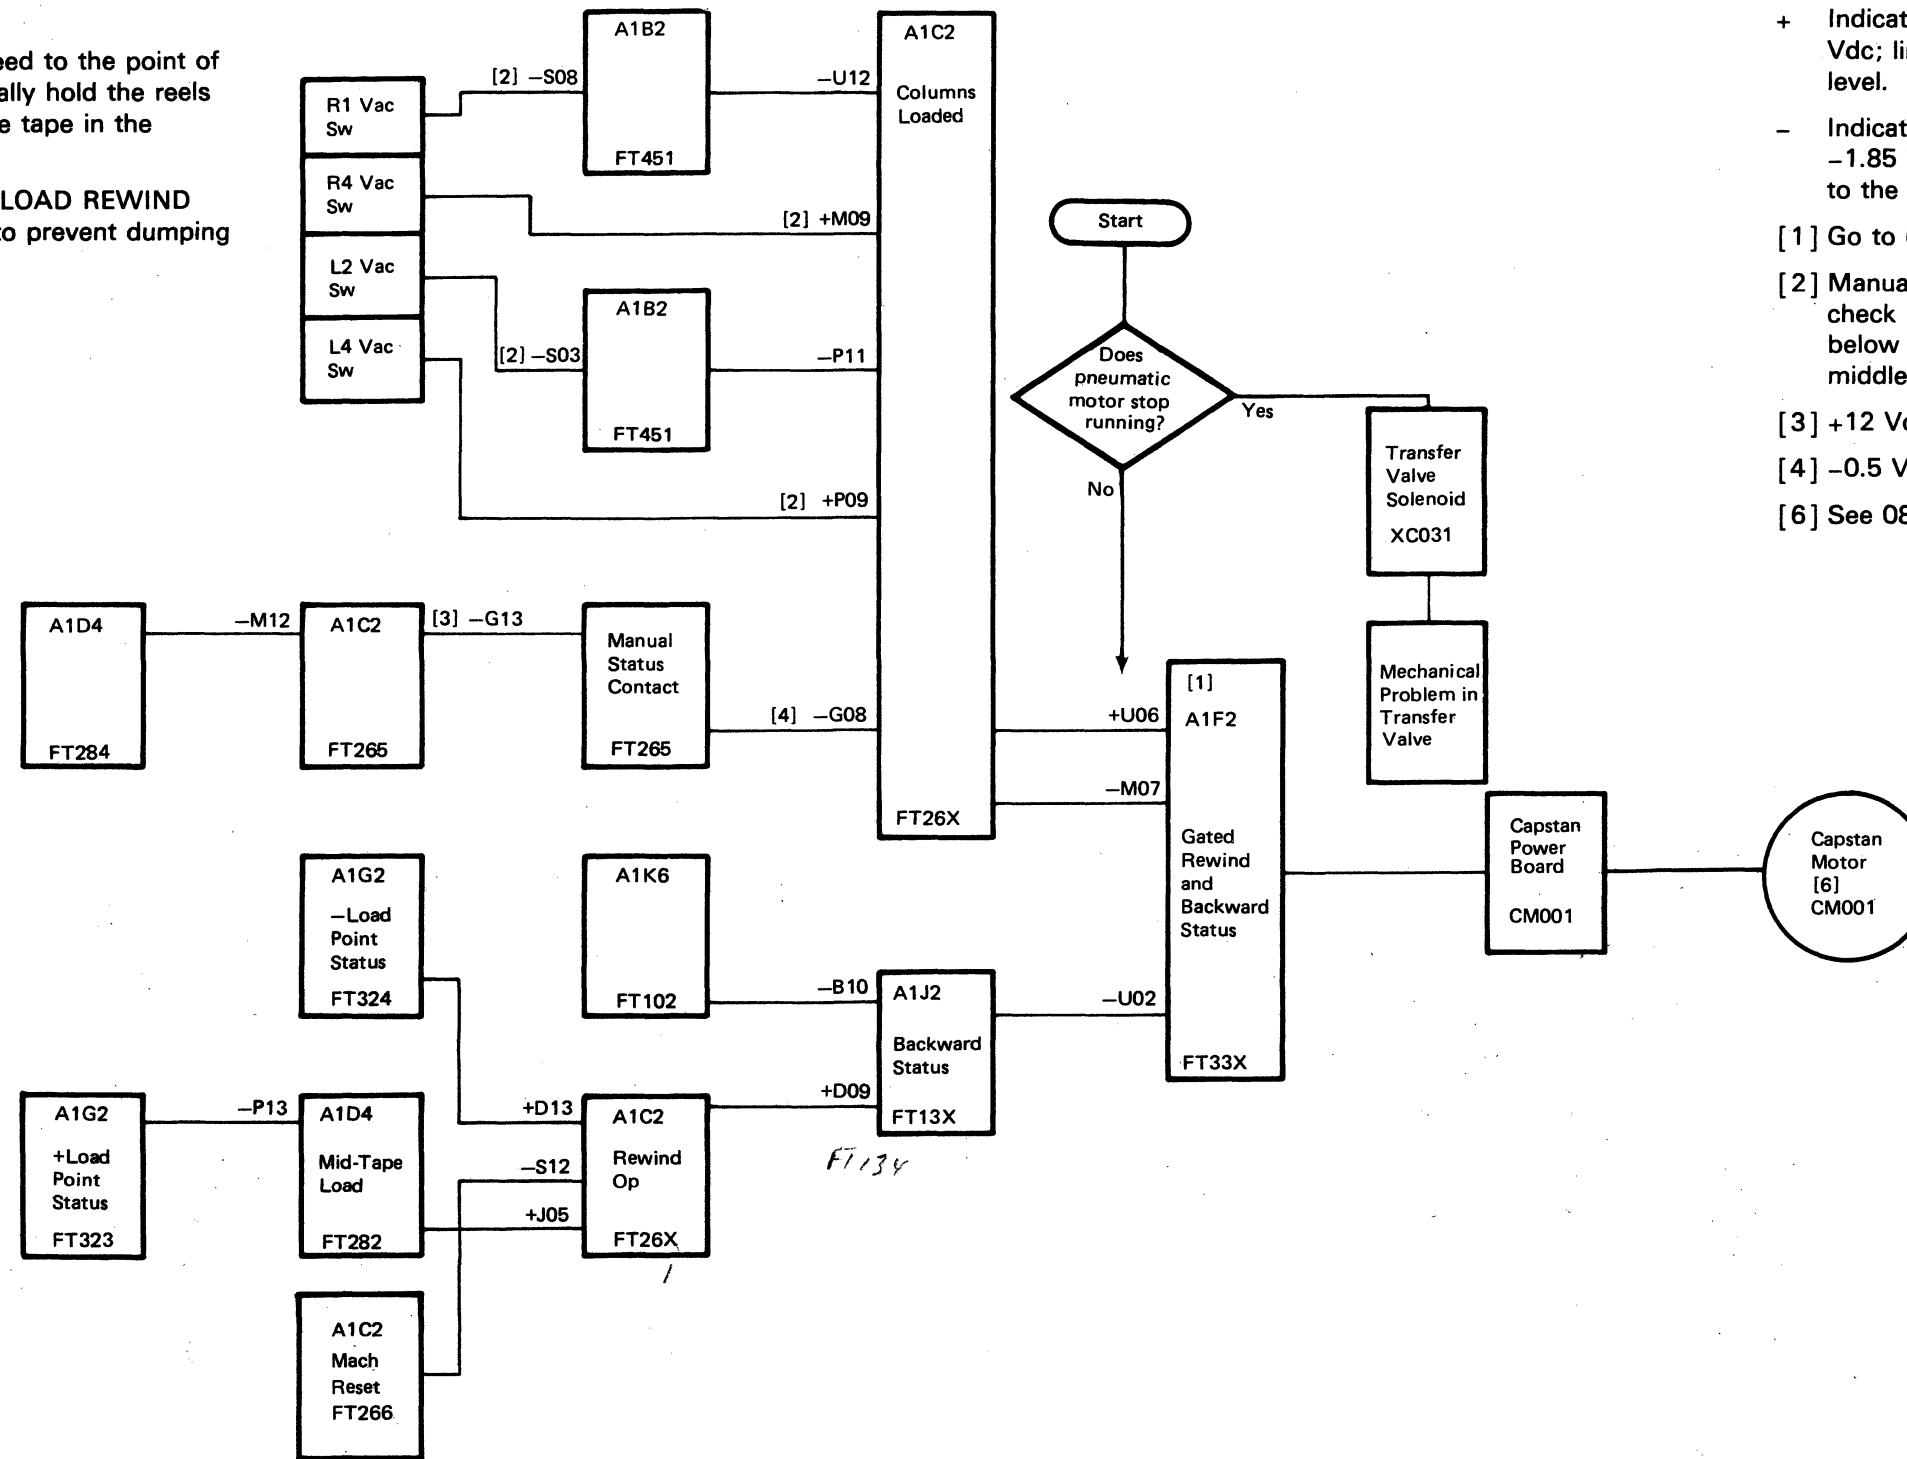 eed to the point of
ally hold the reels
e tape in the
LOAD REWIND
to prevent dumping
R1 Vac
Sw
R4 Vac
Sw
L2 Vac
Sw
L4 Vac
Sw
[2] –S08
A1B2
FT451
–U12
[2] +M09
[2] –S03
A1B2
FT451
–P11
[2] +P09
A1C2
Columns
Loaded
FT26X
A1D4
FT284
–M12
A1C2
FT265
[3] –G13
Manual
Status
Contact
FT265
[4] –G08
Start
Does
pneumatic
motor stop
running?
Yes
No
Transfer
Valve
Solenoid
XC031
Mechanical
Problem in
Transfer
Valve
+U06
–M07
–U02
[1]
A1F2
Gated
Rewind
and
Backward
Status
FT33X
Capstan
Power
Board
CM001
Capstan
Motor
[6]
CM001
A1G2
–Load
Point
Status
FT324
A1K6
FT102
–B10
A1J2
Backward
Status
FT13X
+D09
FT134
A1G2
+Load
Point
Status
FT323
–P13
A1D4
Mid-Tape
Load
FT282
+D13
–S12
+J05
A1C2
Rewind
Op
FT26X
1
A1C2
Mach
Reset
FT266
+ Indicat
Vdc; li
level.
– Indicat
–1.85
to the
[1] Go to
[2] Manua
check
below
middle
[3] +12 V
[4] –0.5 V
[6] See 08